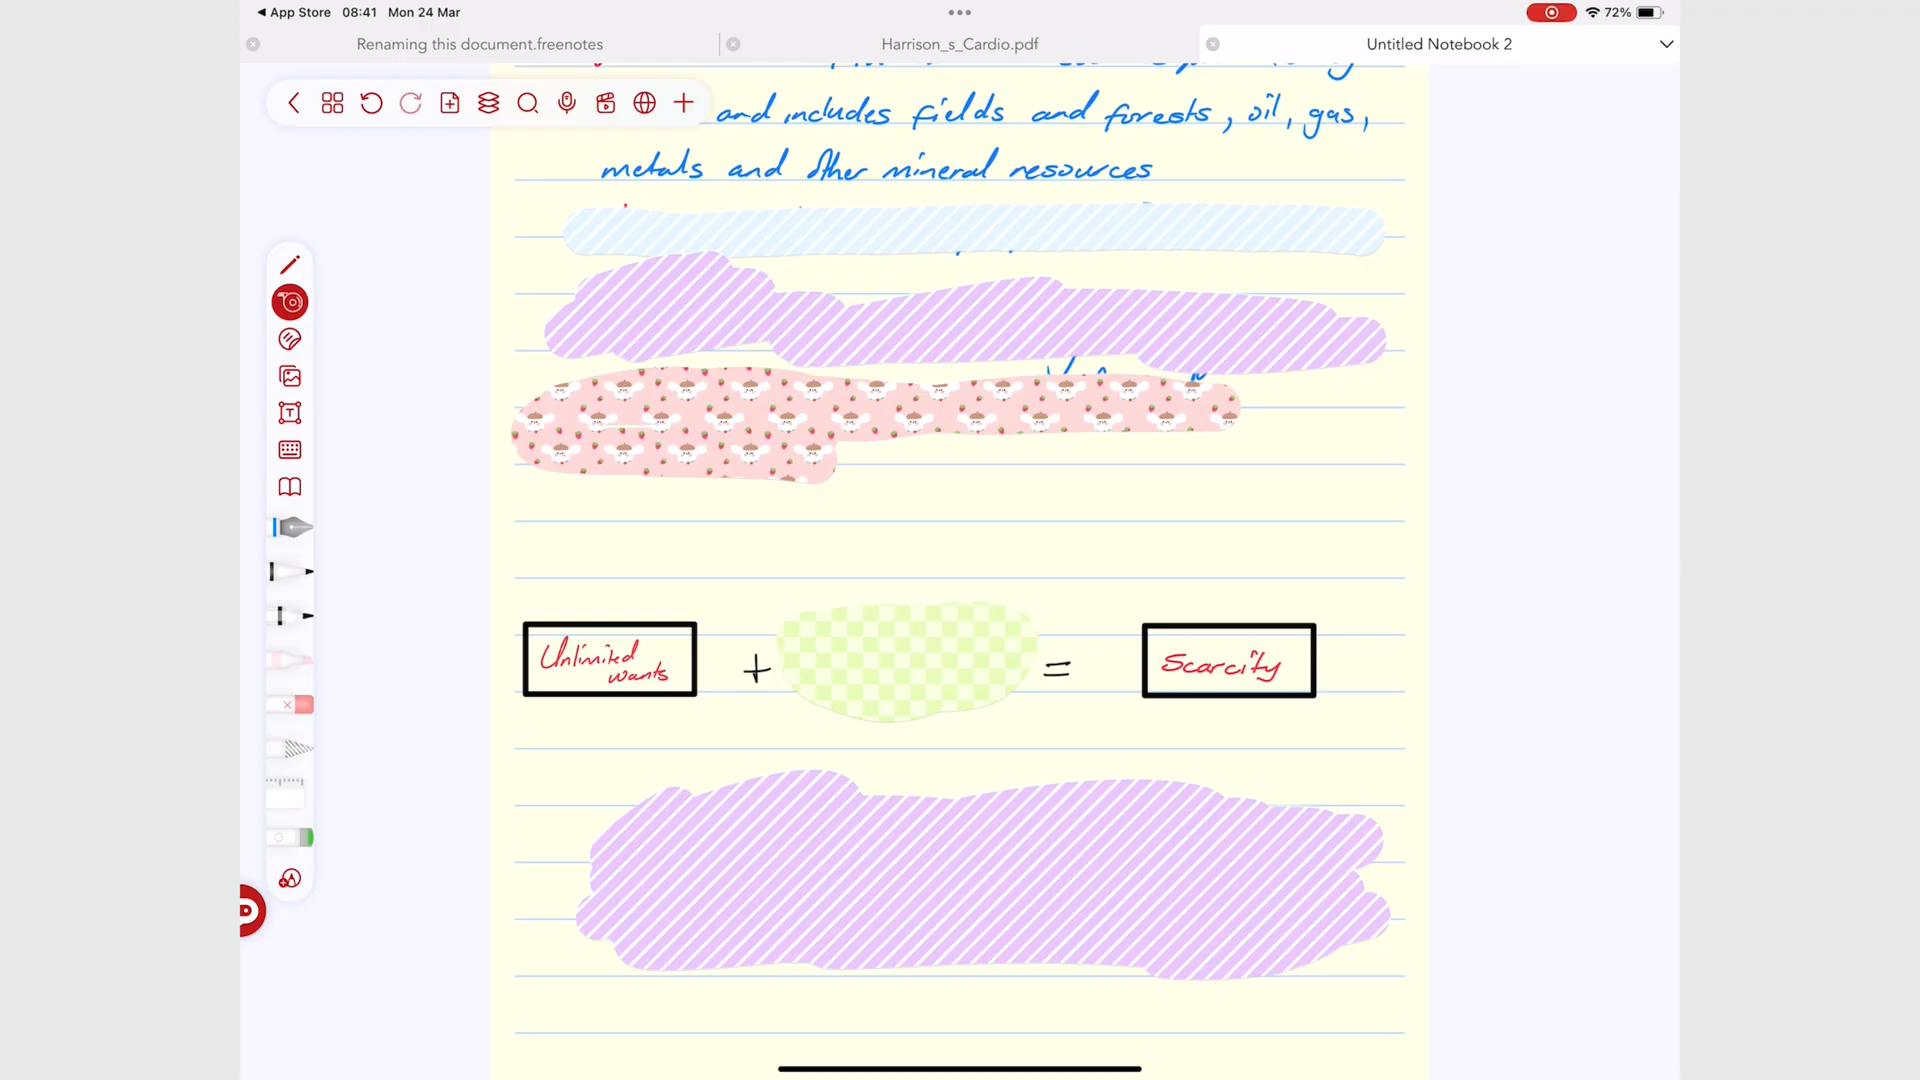 App Store 08:41 Mon 24 Mar
72%
Renaming this document.freenotes
Harrison_s_Cardio.pdf
Untitled Notebook 2
and includes fields and forests, oil, gas,
metals and other mineral resources
Unlimited
wants
+
=
Scarcity